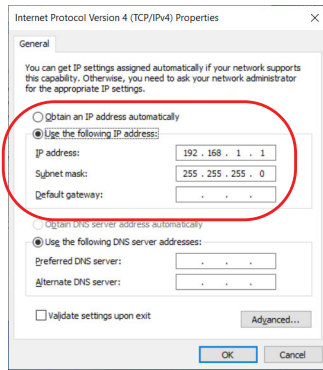 Internet Protocol Version 4 (TCP/IPv4) Properties
General
You can get IP settings assigned automatically if your network supports
this capability. Otherwise, you need to ask your network administrator
for the appropriate IP settings.
Obtain an IP address automatically
Use the following IP address:
IP address: 192 . 168 . 1 . 1
Subnet mask: 255 . 255 . 255 . 0
Default gateway: . . .
Obtain DNS server address automatically
Use the following DNS server addresses:
Preferred DNS server: . . .
Alternate DNS server: . . .
Validate settings upon exit
Advanced...
OK Cancel